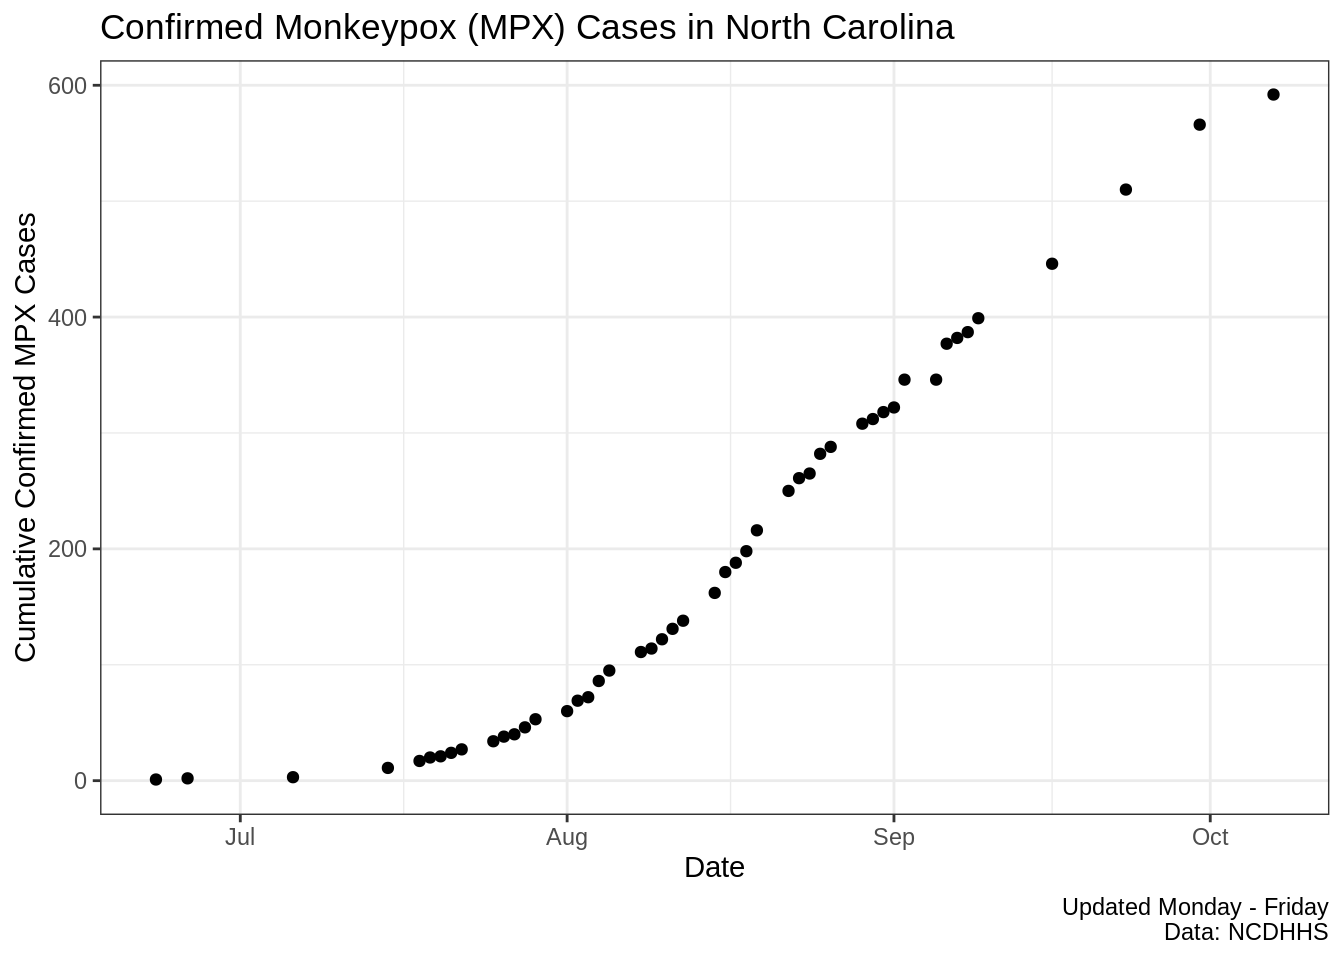 Confirmed Monkeypox (MPX) Cases in North Carolina
Cumulative Confirmed MPX Cases
600
400
200
0
Jul Aug Sep Oct
Date
Updated Monday - Friday
Data: NCDHHS